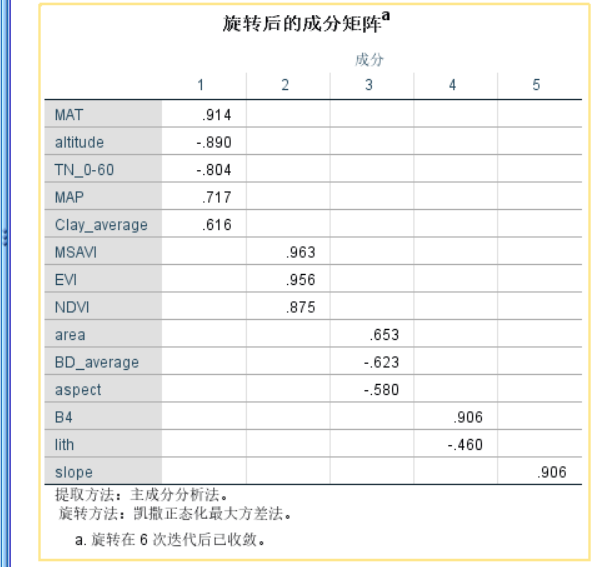 旋转后的成分矩阵a
成分
1 2 3 4 5
MAT .914
altitude -.890
TN_0-60 -.804
MAP .717
Clay_average .616
MSAVI .963
EVI .956
NDVI .875
area .653
BD_average -.623
aspect -.580
B4 .906
lith -.460
slope .906
提取方法：主成分分析法。
旋转方法：凯撒正态化最大方差法。
a. 旋转在 6 次迭代后已收敛。